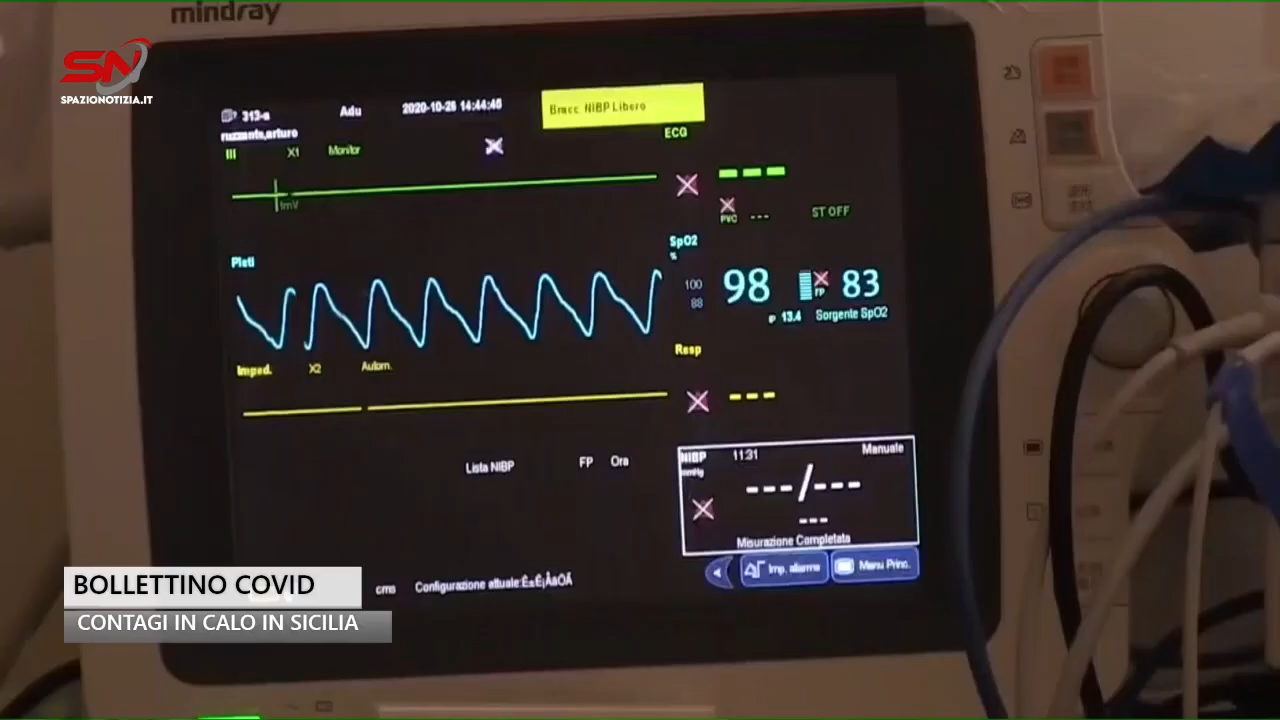 mindray
SN
SPAZIONOTIZIA.IT
313-a Adu 2020-10-26 14:44:46 Bracc. NIBP Libero
ruzzante,arturo
III X1 Monitor ECG
1mV
PVC --- ST OFF
Pleti SpO2
%
100
88
98 FP 83
P 13.4 Sorgente SpO2
Imped. X2 Autom. Resp
---
Lista NIBP FP Ora
NIBP 11:31 Manuale
mmHg
---/---
---
Misurazione Completata
Imp. allarme Menu Princ.
cms Configurazione attuale:
BOLLETTINO COVID
CONTAGI IN CALO IN SICILIA